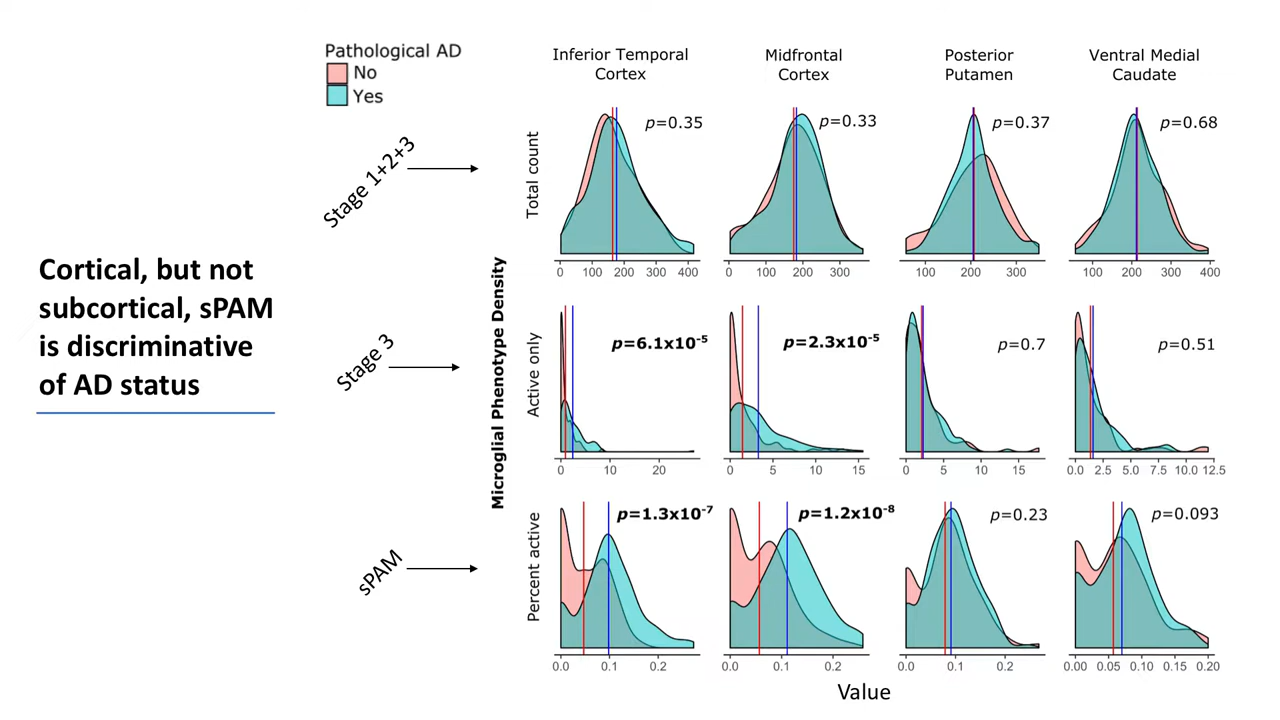 Pathological AD
No
Yes
Inferior Temporal
Cortex
Midfrontal
Cortex
Posterior
Putamen
Ventral Medial
Caudate
Cortical, but not
subcortical, sPAM
is discriminative
of AD status
Microglial Phenotype Density
Stage 1+2+3
Total count
p=0.35
p=0.33
p=0.37
p=0.68
0 100 200 300 400
0 100 200 300
100 200 300
100 200 300 400
Stage 3
Active only
p=6.1x10⁻⁵
p=2.3x10⁻⁵
p=0.7
p=0.51
0 10 20
0 5 10 15
0 5 10 15
0.0 2.5 5.0 7.5 10.0 12.5
sPAM
Percent active
p=1.3x10⁻⁷
p=1.2x10⁻⁸
p=0.23
p=0.093
0.0 0.1 0.2
0.0 0.1 0.2
0.0 0.1 0.2
0.00 0.05 0.10 0.15 0.20
Value